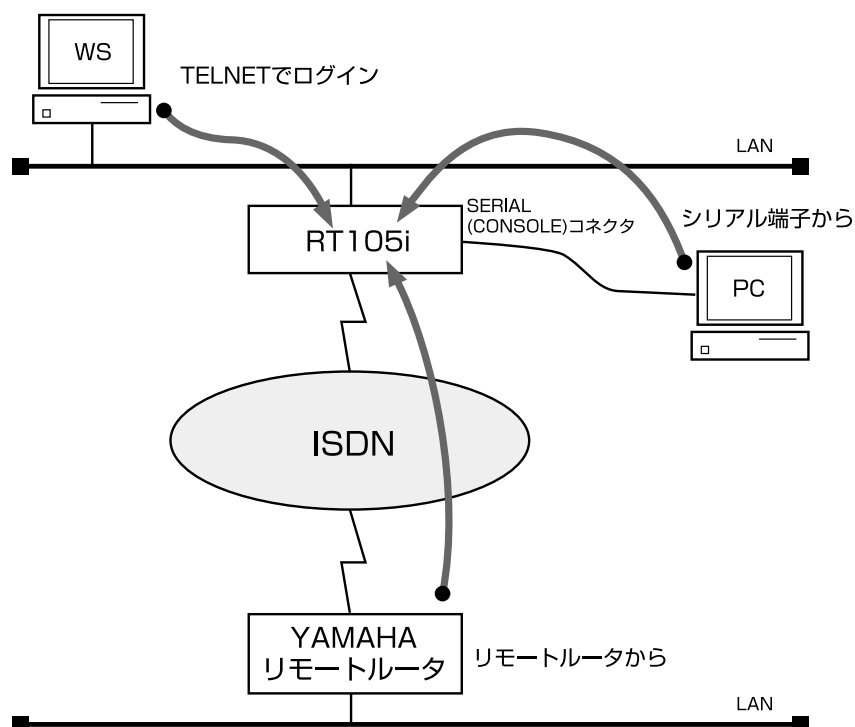 WS
TELNETでログイン
LAN
SERIAL
(CONSOLE)コネクタ
シリアル端子から
RT105i
PC
ISDN
YAMAHA
リモートルータ
リモートルータから
LAN